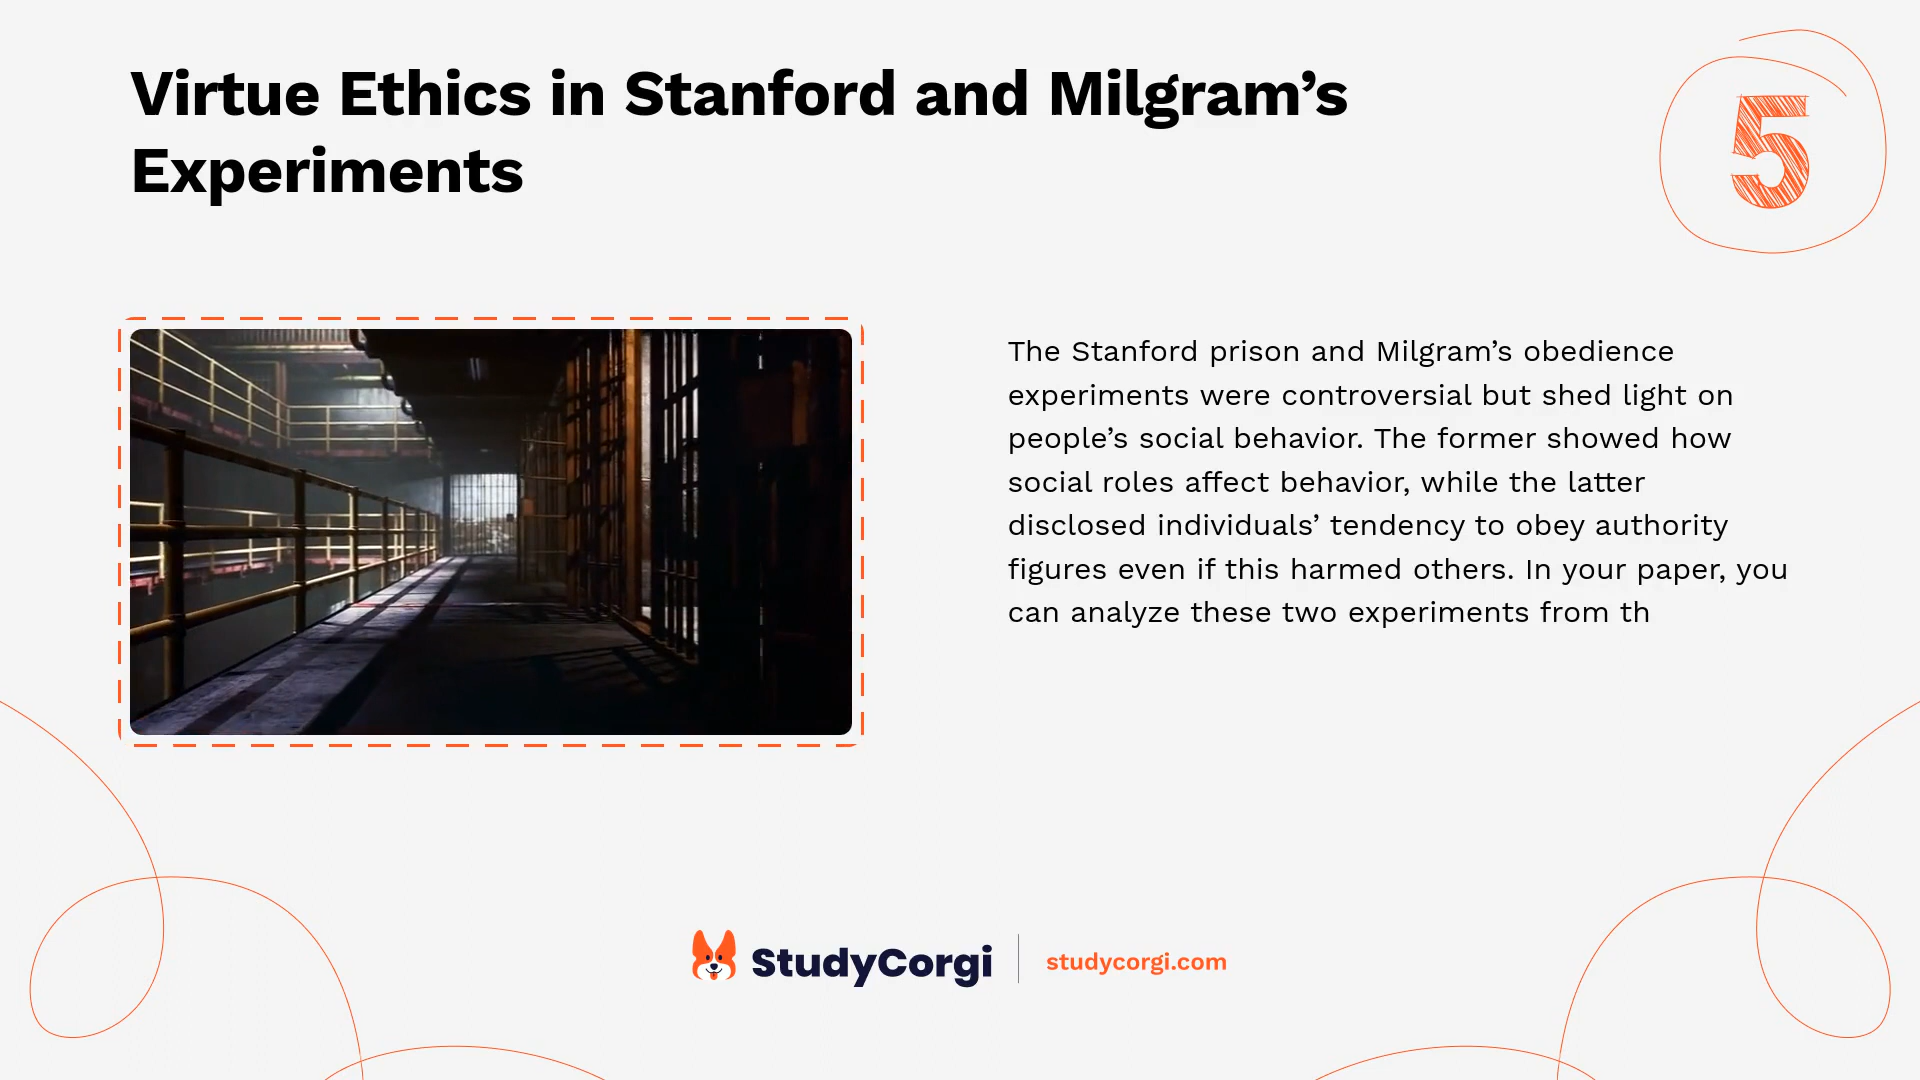 Virtue Ethics in Stanford and Milgram’s
Experiments
5
The Stanford prison and Milgram’s obedience
experiments were controversial but shed light on
people’s social behavior. The former showed how
social roles affect behavior, while the latter
disclosed individuals’ tendency to obey authority
figures even if this harmed others. In your paper, you
can analyze these two experiments from th
StudyCorgi
studycorgi.com